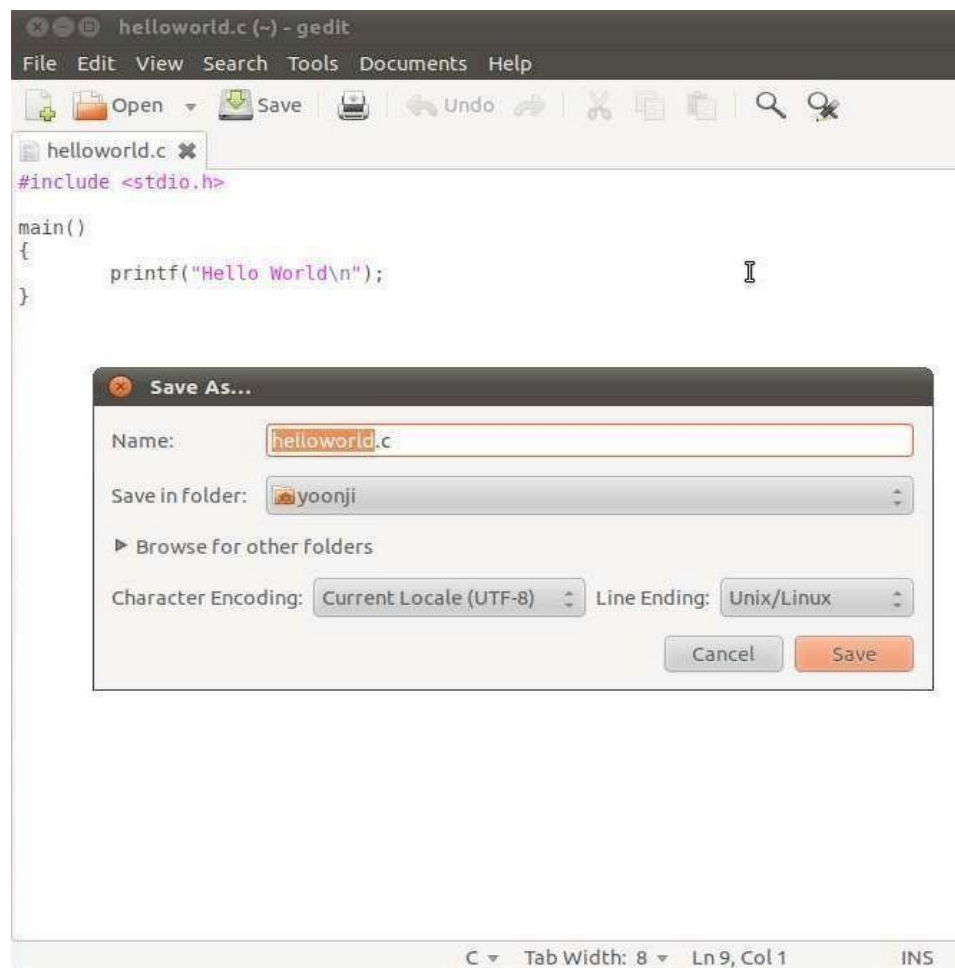 helloworld.c (~) - gedit
File Edit View Search Tools Documents Help
Open Save Undo
helloworld.c
#include <stdio.h>
main()
{
printf("Hello World\n");
}
Save As...
Name: helloworld.c
Save in folder: yoonji
Browse for other folders
Character Encoding: Current Locale (UTF-8) Line Ending: Unix/Linux
Cancel Save
C Tab Width: 8 Ln 9, Col 1 INS